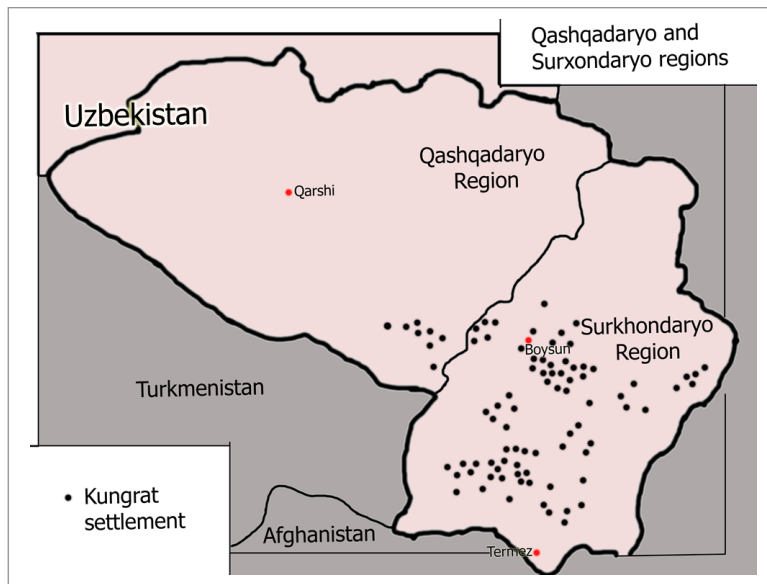 Qashqadaryo and
Surxondaryo regions
Uzbekistan
Qashqadaryo
Region
Qarshi
Surkhondaryo
Region
Boysun
Turkmenistan
Kungrat
settlement
Afghanistan
Termez